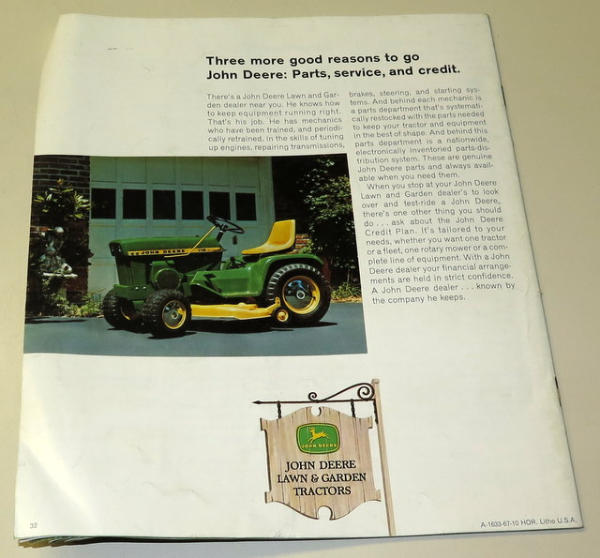 Three more good reasons to go
John Deere: Parts, service, and credit.
There's a John Deere Lawn and Gar-
den dealer near you. He knows how
to keep equipment running right.
That's his job. He has mechanics
who have been trained, and periodi-
cally retrained, in the skills of tuning
up engines, repairing transmissions,
brakes, steering, and starting sys-
tems. And behind each mechanic is
a parts department that's systemati-
cally restocked with the parts needed
to keep your tractor and equipment
in the best of shape. And behind this
parts department is a nationwide,
electronically inventoried parts-dis-
tribution system. These are genuine
John Deere parts and always avail-
able when you need them.
When you stop at your John Deere
Lawn and Garden dealer's to look
over and test-ride a John Deere,
there's one other thing you should
do . . . ask about the John Deere
Credit Plan. It's tailored to your
needs, whether you want one tractor
or a fleet, one rotary mower or a com-
plete line of equipment. With a John
Deere dealer your financial arrange-
ments are held in strict confidence.
A John Deere dealer . . . known by
the company he keeps.
JOHN DEERE
JOHN DEERE
JOHN DEERE
LAWN & GARDEN
TRACTORS
32
A-1633-67-10 HOR. Litho U.S.A.